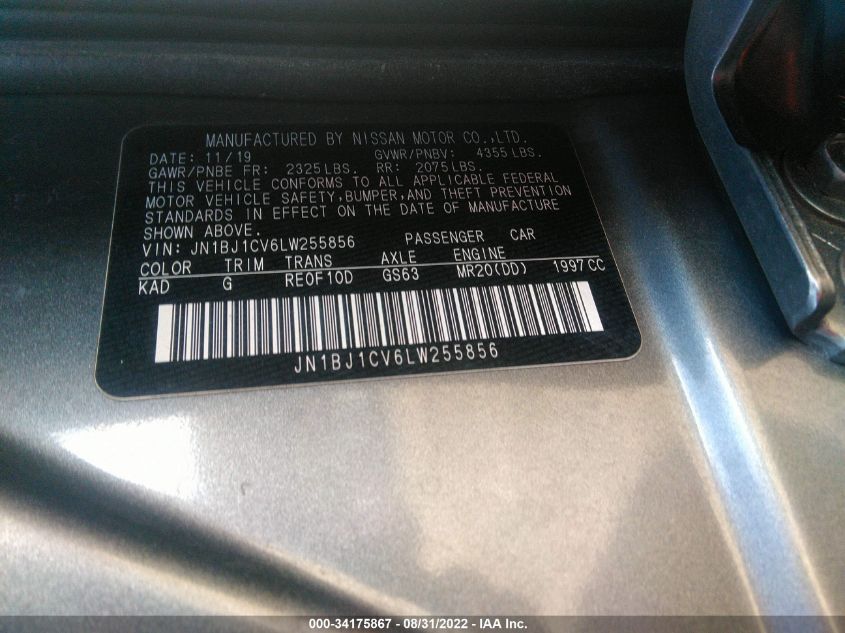 MANUFACTURED BY NISSAN MOTOR CO.,LTD.
DATE: 11/19 GVWR/PNBV: 4355 LBS.
GAWR/PNBE FR: 2325 LBS. RR: 2075 LBS.
THIS VEHICLE CONFORMS TO ALL APPLICABLE FEDERAL
MOTOR VEHICLE SAFETY,BUMPER,AND THEFT PREVENTION
STANDARDS IN EFFECT ON THE DATE OF MANUFACTURE
SHOWN ABOVE.
VIN: JN1BJ1CV6LW255856 PASSENGER CAR
COLOR TRIM TRANS AXLE ENGINE
KAD G RE0F10D GS63 MR20(DD) 1997 CC
JN1BJ1CV6LW255856
000-34175867 - 08/31/2022 - IAA Inc.